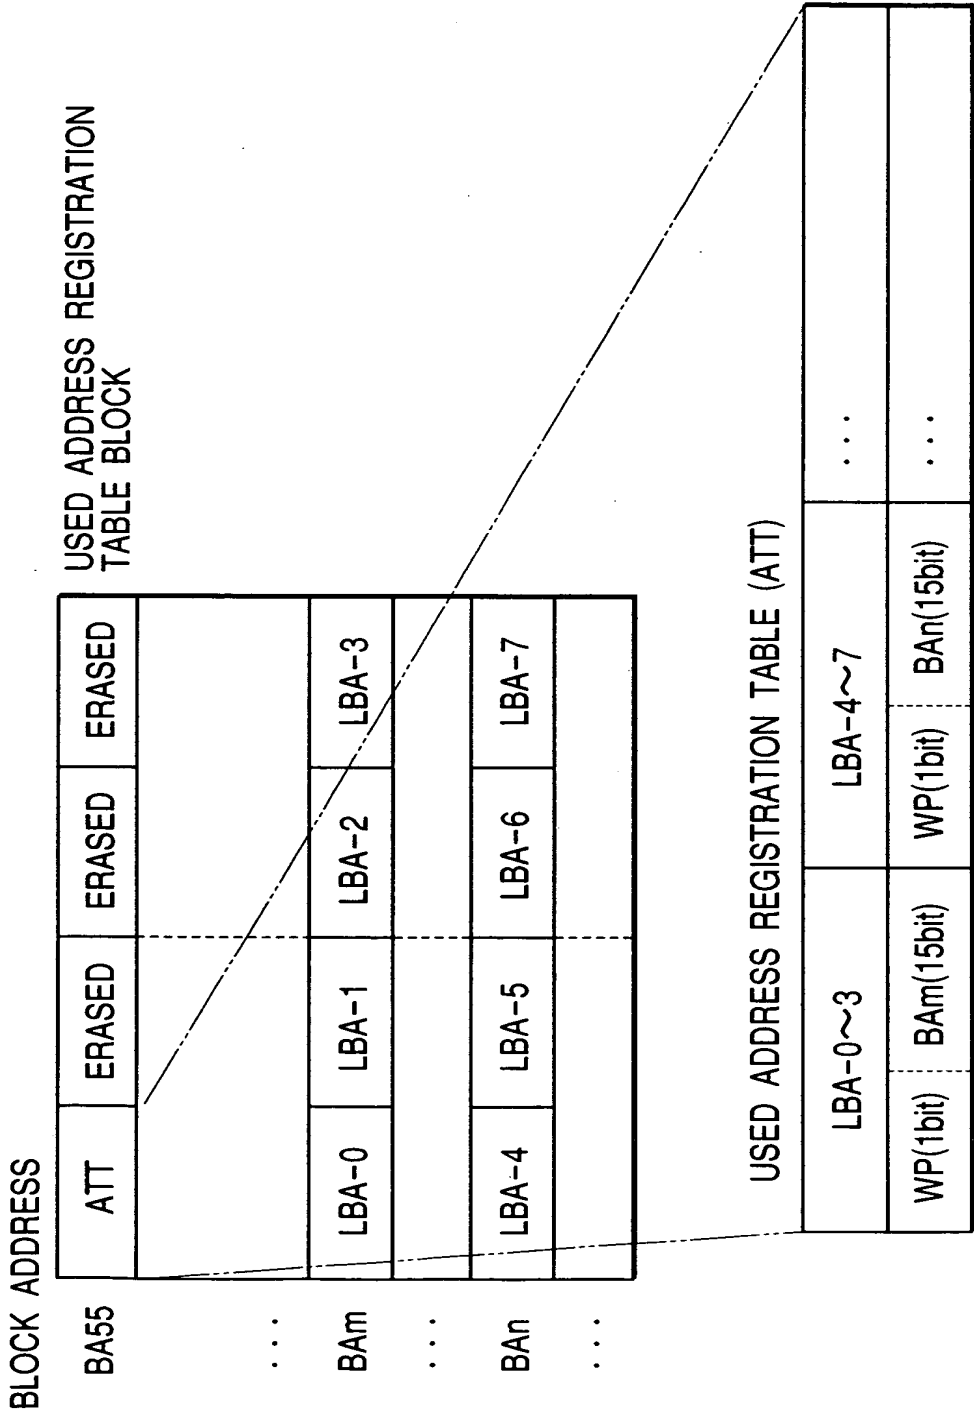 BLOCK ADDRESS
BA55 ATT ERASED ERASED ERASED
USED ADDRESS REGISTRATION
TABLE BLOCK
...
BAm LBA-0 LBA-1 LBA-2 LBA-3
...
BAn LBA-4 LBA-5 LBA-6 LBA-7
...
USED ADDRESS REGISTRATION TABLE (ATT)
LBA-0~3 LBA-4~7 ...
WP(1bit) BAm(15bit) WP(1bit) BAn(15bit) ...